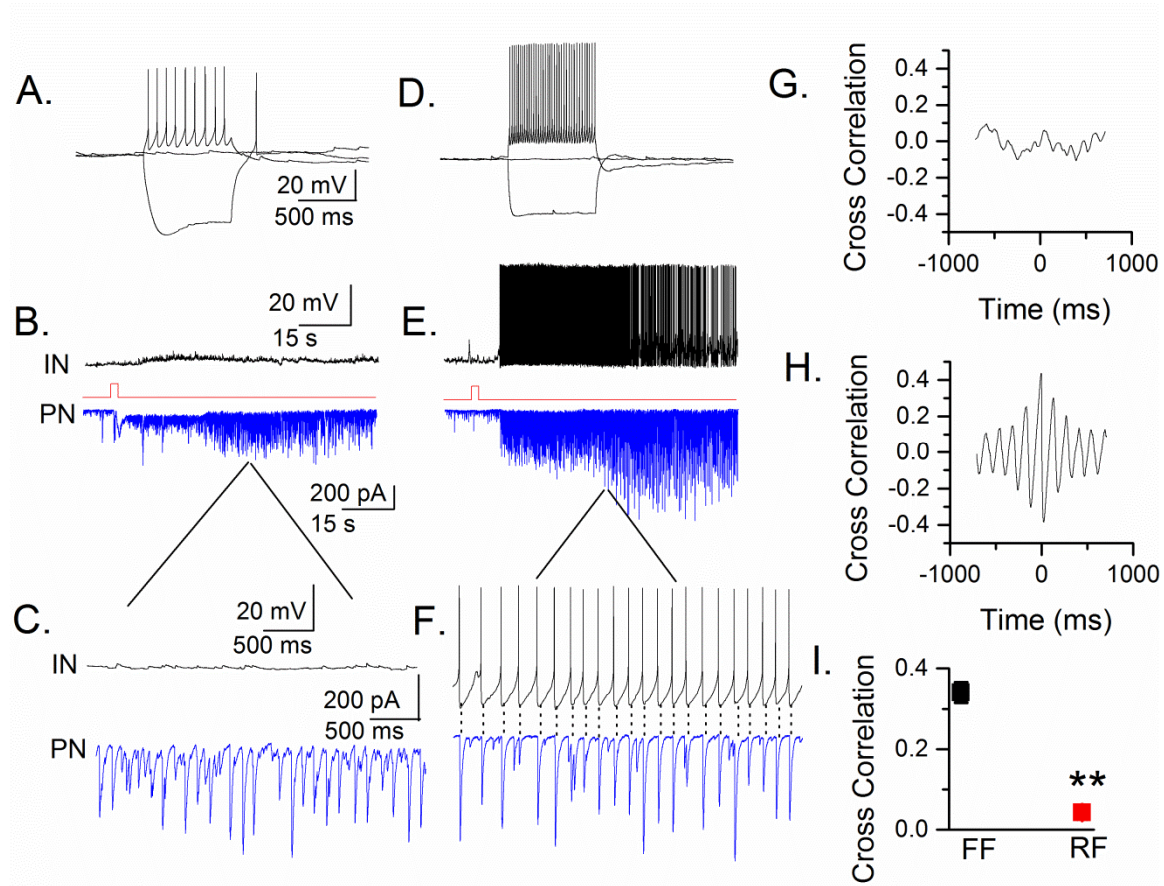 A.
20 mV
500 ms
B.
20 mV
15 s
IN
PN
200 pA
15 s
C.
20 mV
500 ms
IN
200 pA
500 ms
PN
D.
E.
F.
G.
Cross Correlation
0.4
0.2
0.0
-0.2
-0.4
-1000 0 1000
Time (ms)
H.
Cross Correlation
0.4
0.2
0.0
-0.2
-0.4
-1000 0 1000
Time (ms)
I.
Cross Correlation
0.4
0.2
0.0
**
FF RF